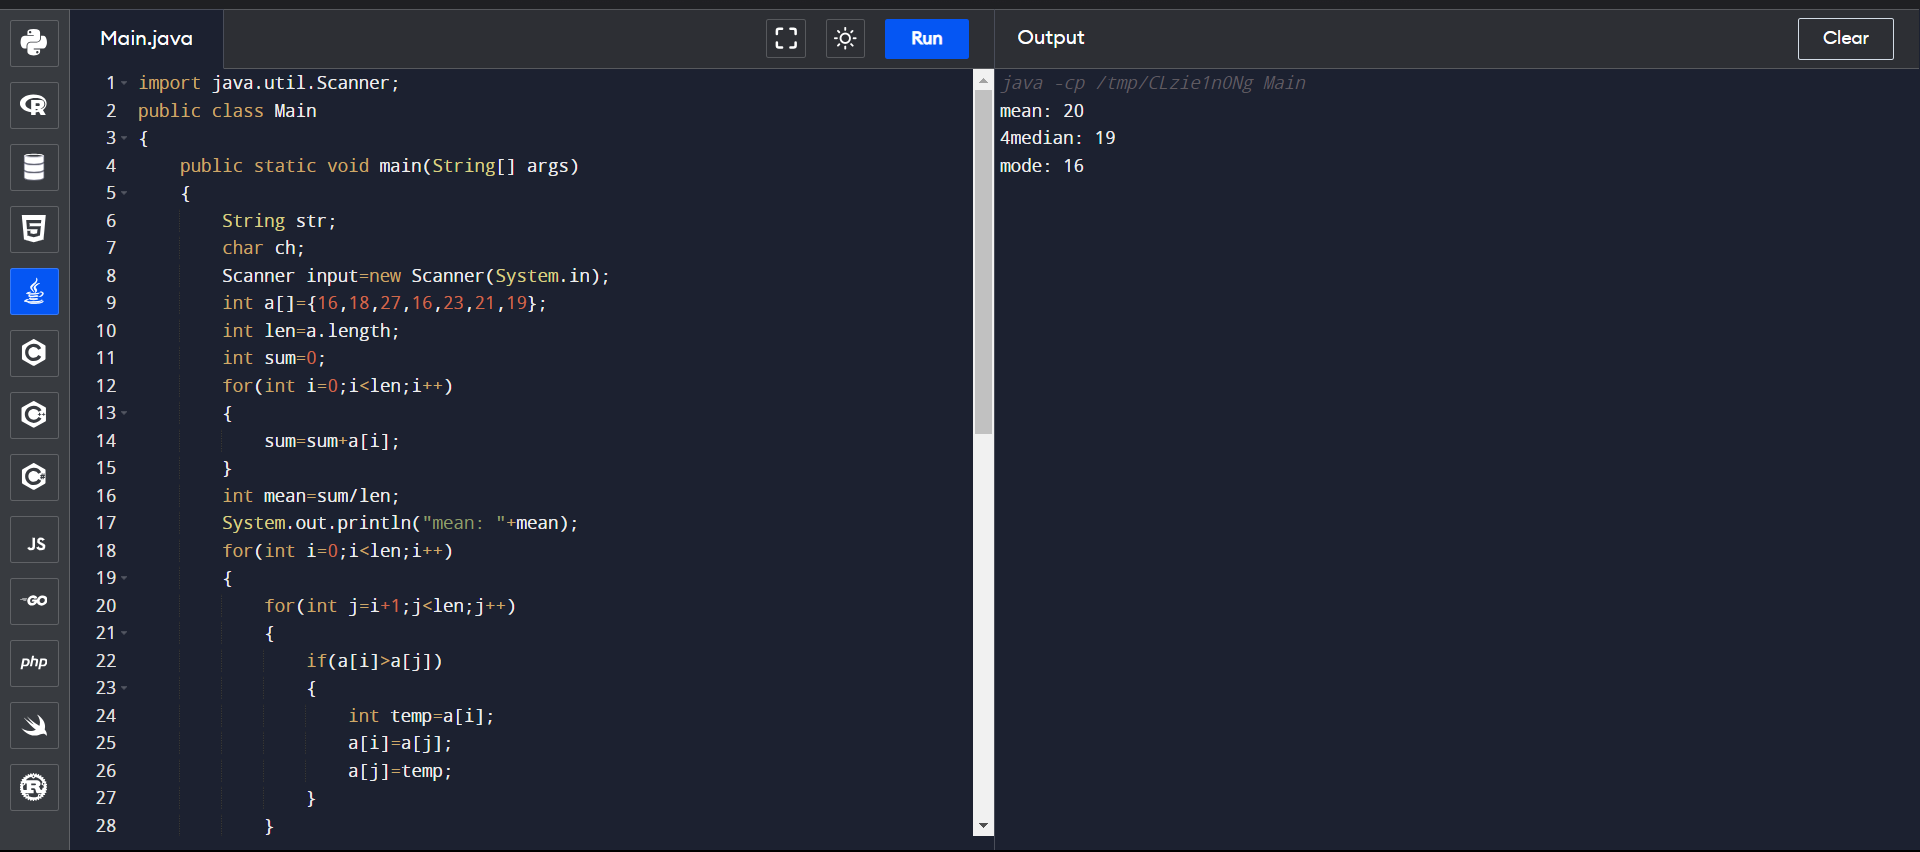 Main.java
Run
Output
Clear
1 import java.util.Scanner;
2 public class Main
3 {
4 public static void main(String[] args)
5 {
6 String str;
7 char ch;
8 Scanner input=new Scanner(System.in);
9 int a[]={16,18,27,16,23,21,19};
10 int len=a.length;
11 int sum=0;
12 for(int i=0;i<len;i++)
13 {
14 sum=sum+a[i];
15 }
16 int mean=sum/len;
17 System.out.println("mean: "+mean);
18 for(int i=0;i<len;i++)
19 {
20 for(int j=i+1;j<len;j++)
21 {
22 if(a[i]>a[j])
23 {
24 int temp=a[i];
25 a[i]=a[j];
26 a[j]=temp;
27 }
28 }
java -cp /tmp/CLzie1nONg Main
mean: 20
4median: 19
mode: 16
R
5
C
C
C
JS
GO
php
R